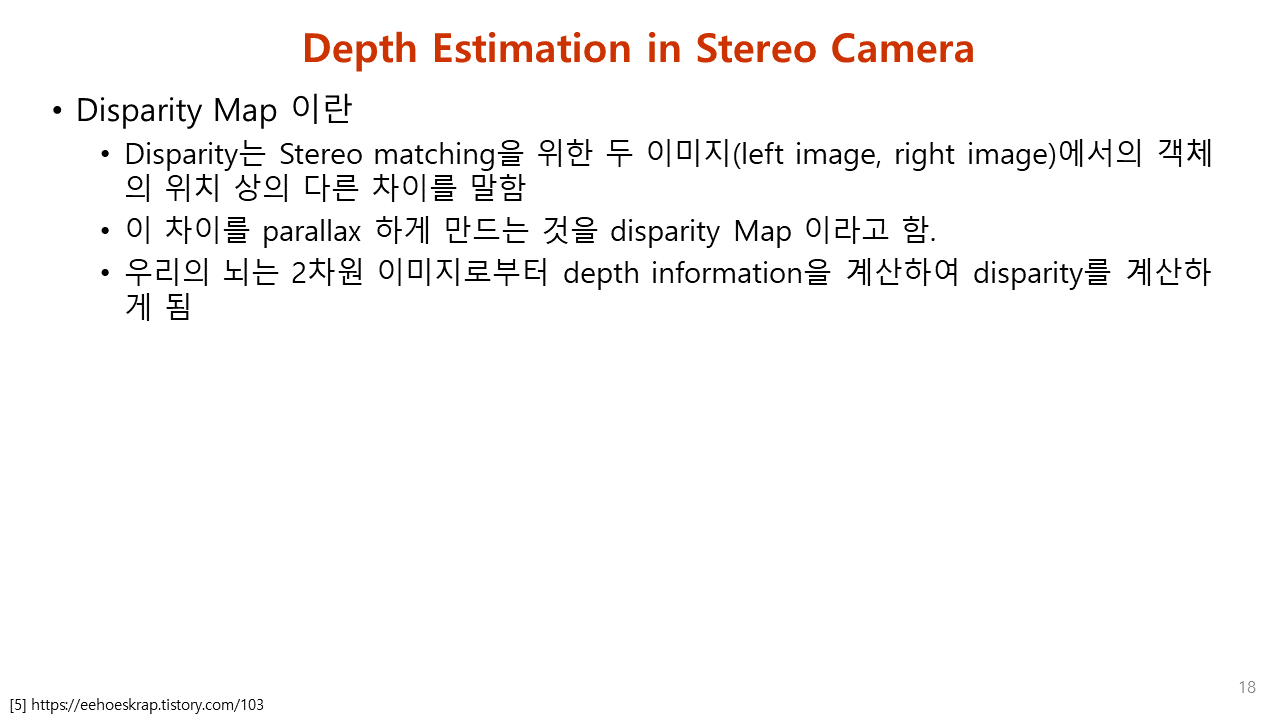 Depth Estimation in Stereo Camera
• Disparity Map 이란
• Disparity는 Stereo matching을 위한 두 이미지(left image, right image)에서의 객체
의 위치 상의 다른 차이를 말함
• 이 차이를 parallax 하게 만드는 것을 disparity Map 이라고 함.
• 우리의 뇌는 2차원 이미지로부터 depth information을 계산하여 disparity를 계산하
게 됨
18
[5] https://eehoeskrap.tistory.com/103